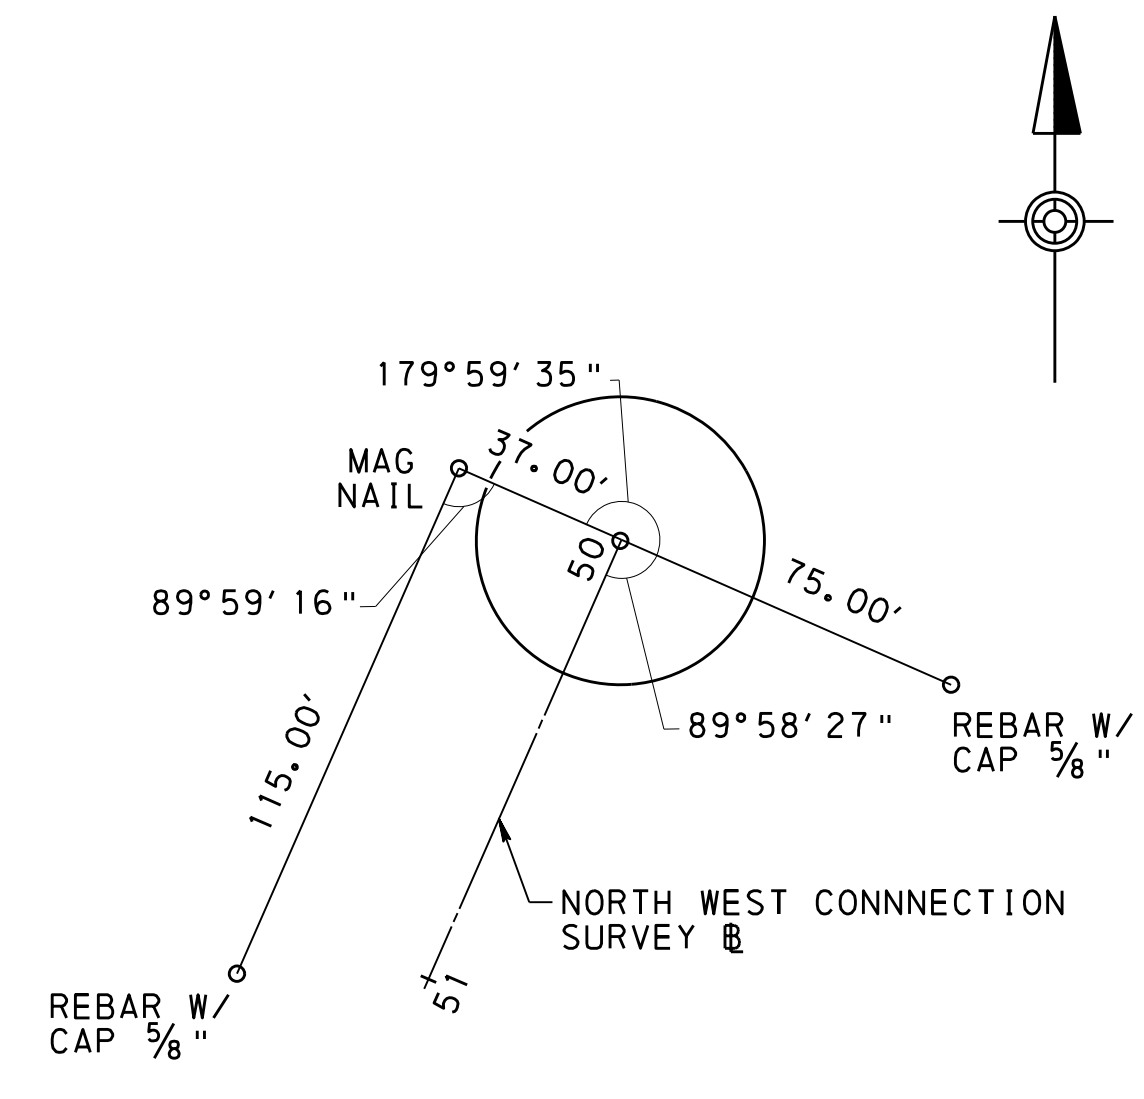 179°59'35"
37.00'
MAG
NAIL
50
75.00'
89°59'16"
115.00'
89°58'27"
REBAR W/
CAP 5/8"
NORTH WEST CONNNECTION
SURVEY BL
51
REBAR W/
CAP 5/8"